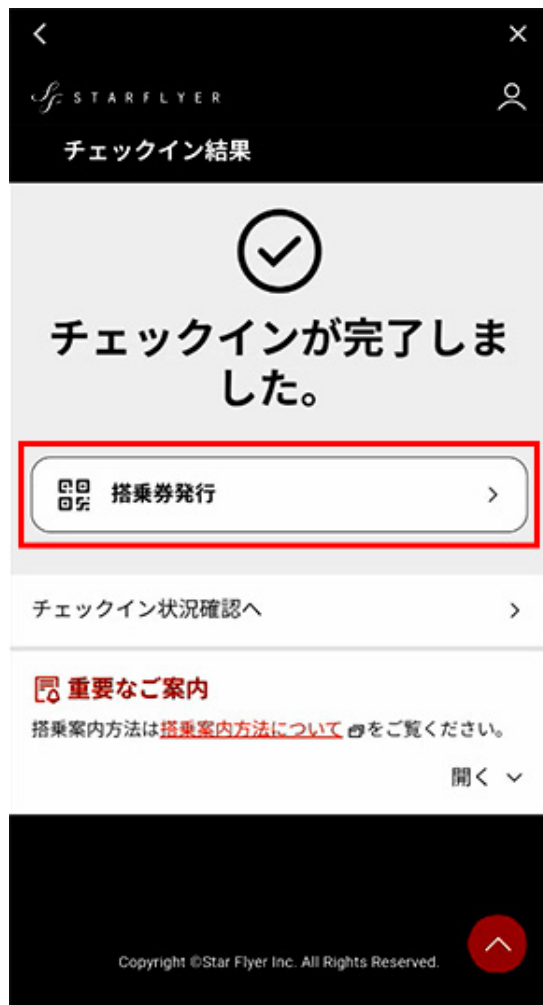 STARFLYER
チェックイン結果
チェックインが完了しま
した。
搭乗券発行
チェックイン状況確認へ
重要なご案内
搭乗案内方法は搭乗案内方法について をご覧ください。
開く
Copyright ©Star Flyer Inc. All Rights Reserved.